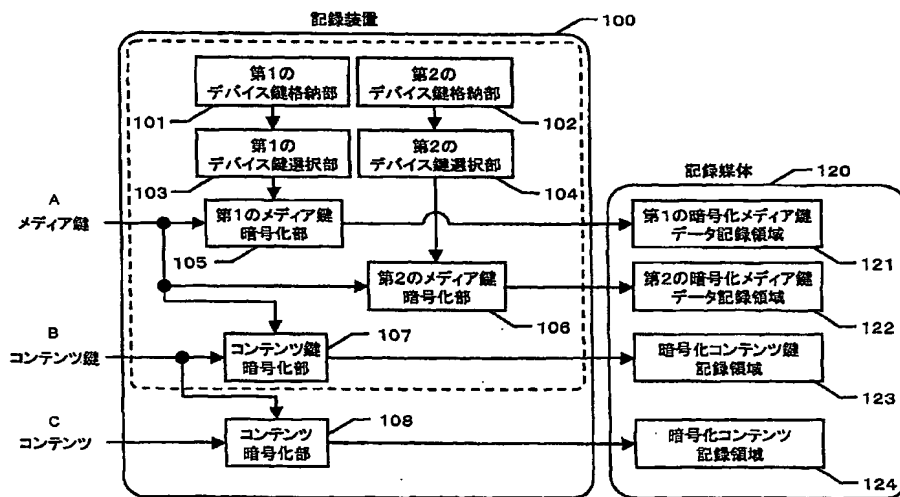 記録装置
100
第1の
デバイス鍵格納部
101
第2の
デバイス鍵格納部
102
第1の
デバイス鍵選択部
103
第2の
デバイス鍵選択部
104
記録媒体
120
A
メディア鍵
第1のメディア鍵
暗号化部
105
第1の暗号化メディア鍵
データ記録領域
121
第2のメディア鍵
暗号化部
106
第2の暗号化メディア鍵
データ記録領域
122
B
コンテンツ鍵
コンテンツ鍵
暗号化部
107
暗号化コンテンツ鍵
記録領域
123
C
コンテンツ
コンテンツ
暗号化部
108
暗号化コンテンツ
記録領域
124